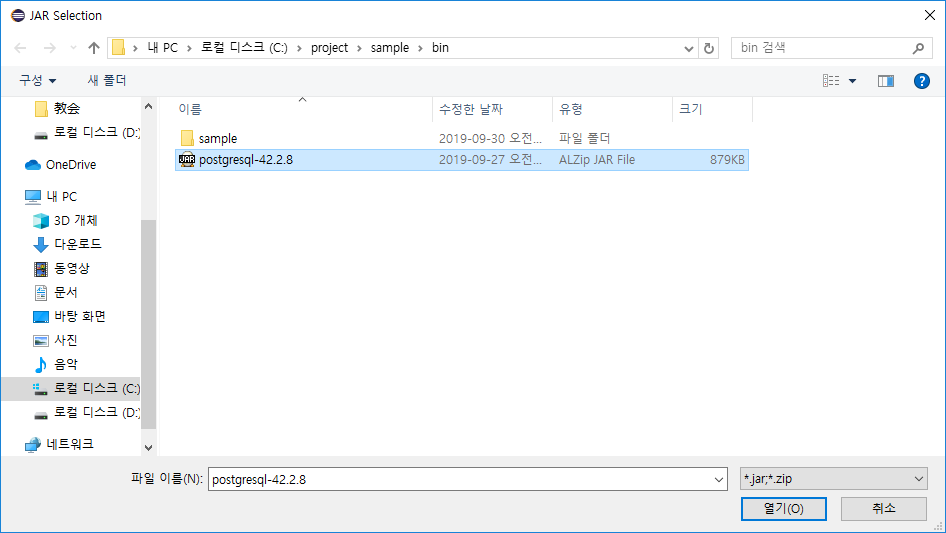 JAR Selection
내 PC > 로컬 디스크 (C:) > project > sample > bin
bin 검색
구성 새 폴더
이름 수정한 날짜 유형 크기
sample 2019-09-30 오전... 파일 폴더
postgresql-42.2.8 2019-09-27 오전... ALZip JAR File 879KB
教会
로컬 디스크 (D:)
OneDrive
내 PC
3D 개체
다운로드
동영상
문서
바탕 화면
사진
음악
로컬 디스크 (C:)
로컬 디스크 (D:)
네트워크
파일 이름(N): postgresql-42.2.8 *.jar;*.zip
열기(O) 취소